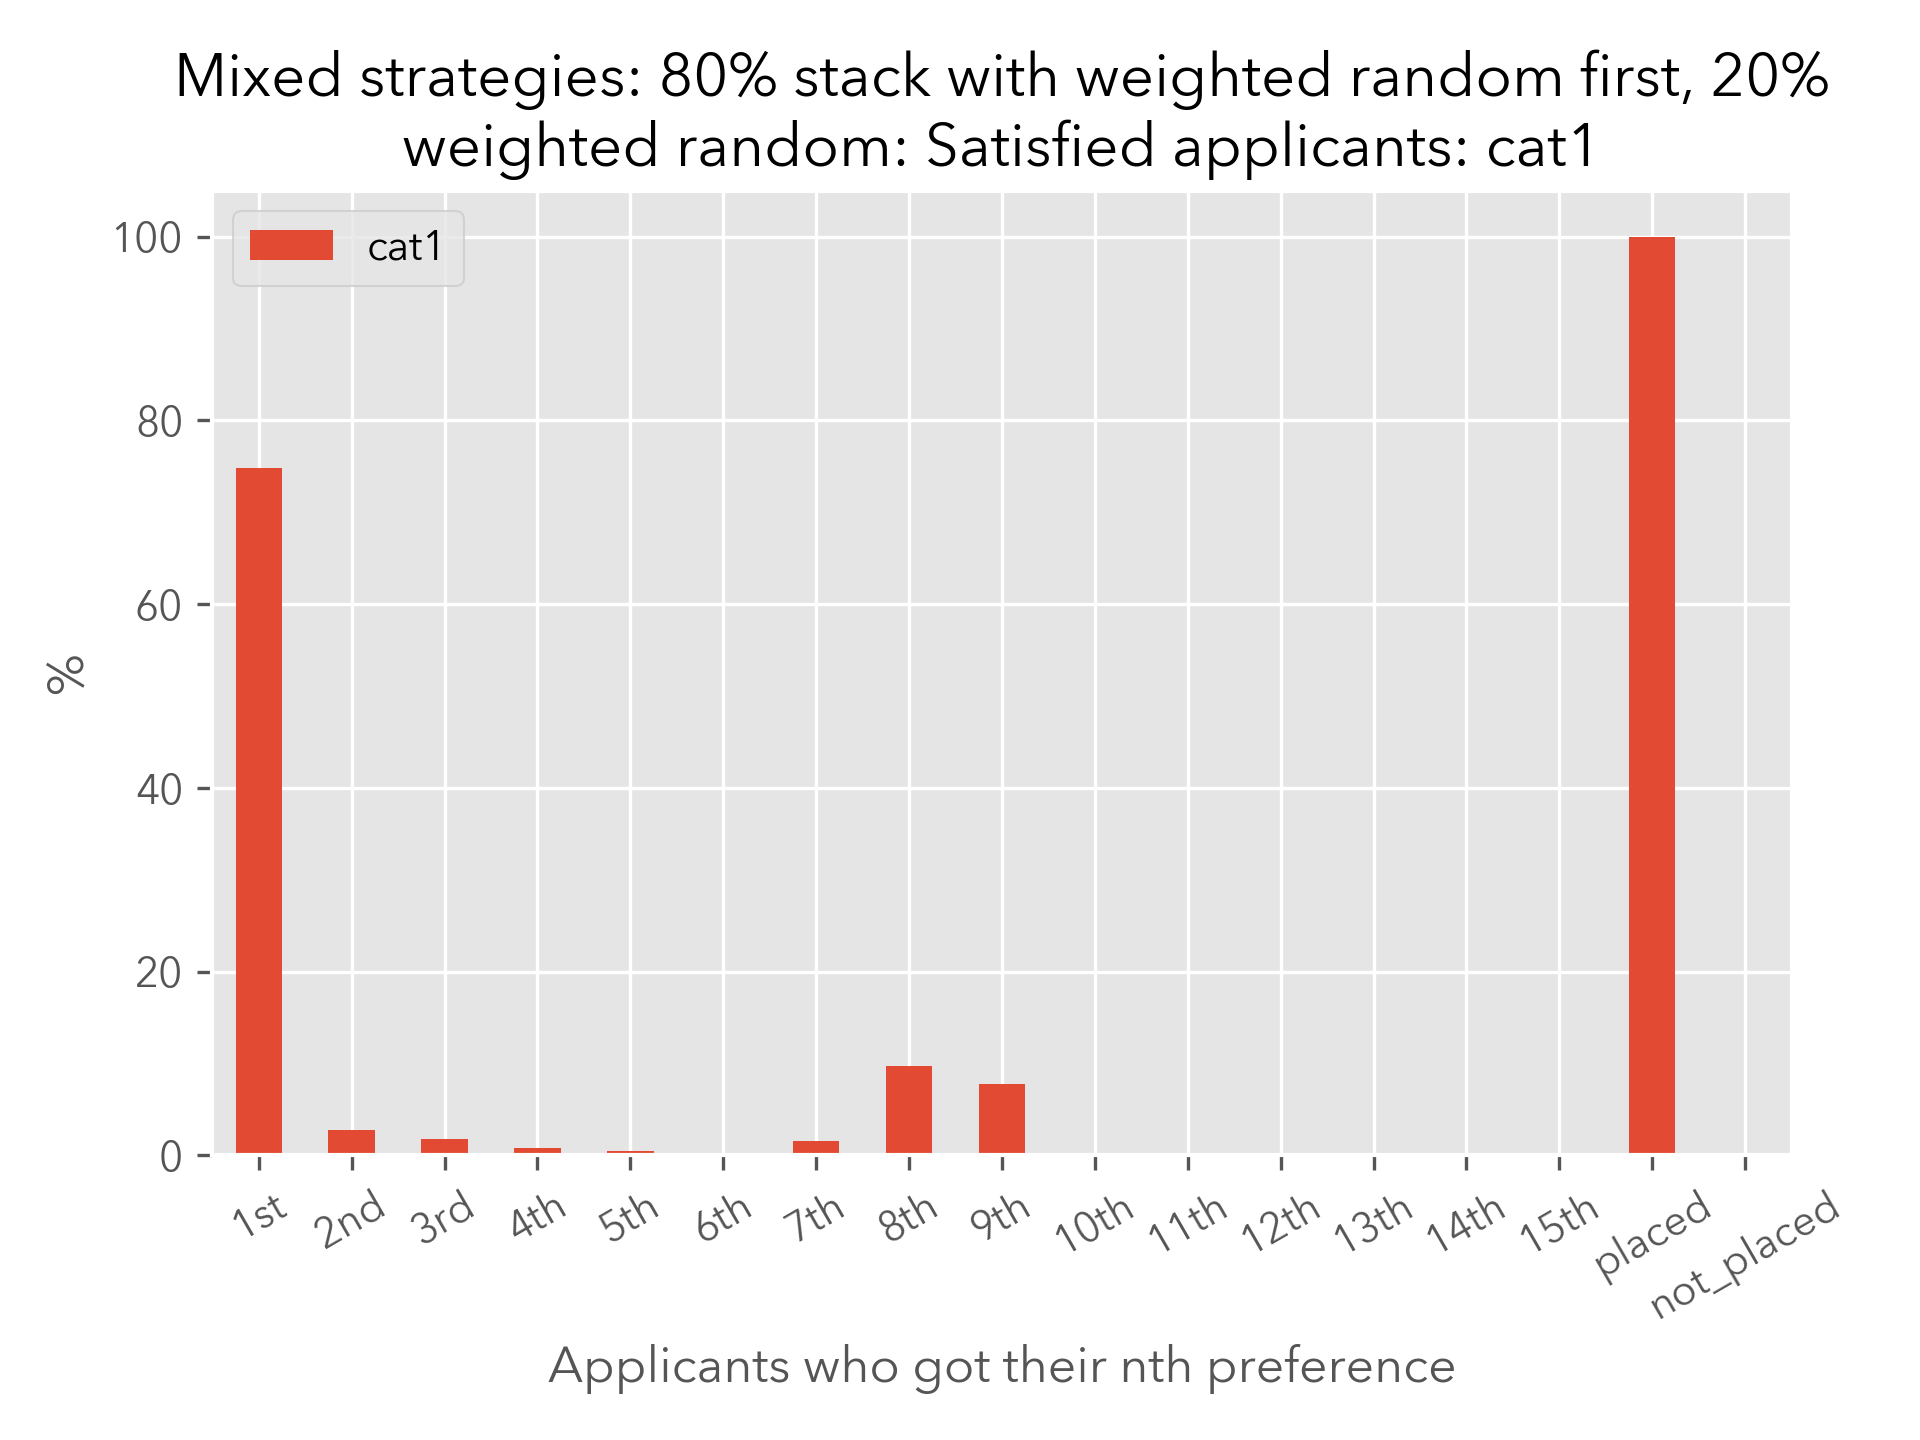 Mixed strategies: 80% stack with weighted random first, 20%
weighted random: Satisfied applicants: cat1
cat1
100
80
60
40
20
0
%
1st
2nd
3rd
4th
5th
6th
7th
8th
9th
10th
11th
12th
13th
14th
15th
placed
not_placed
Applicants who got their nth preference